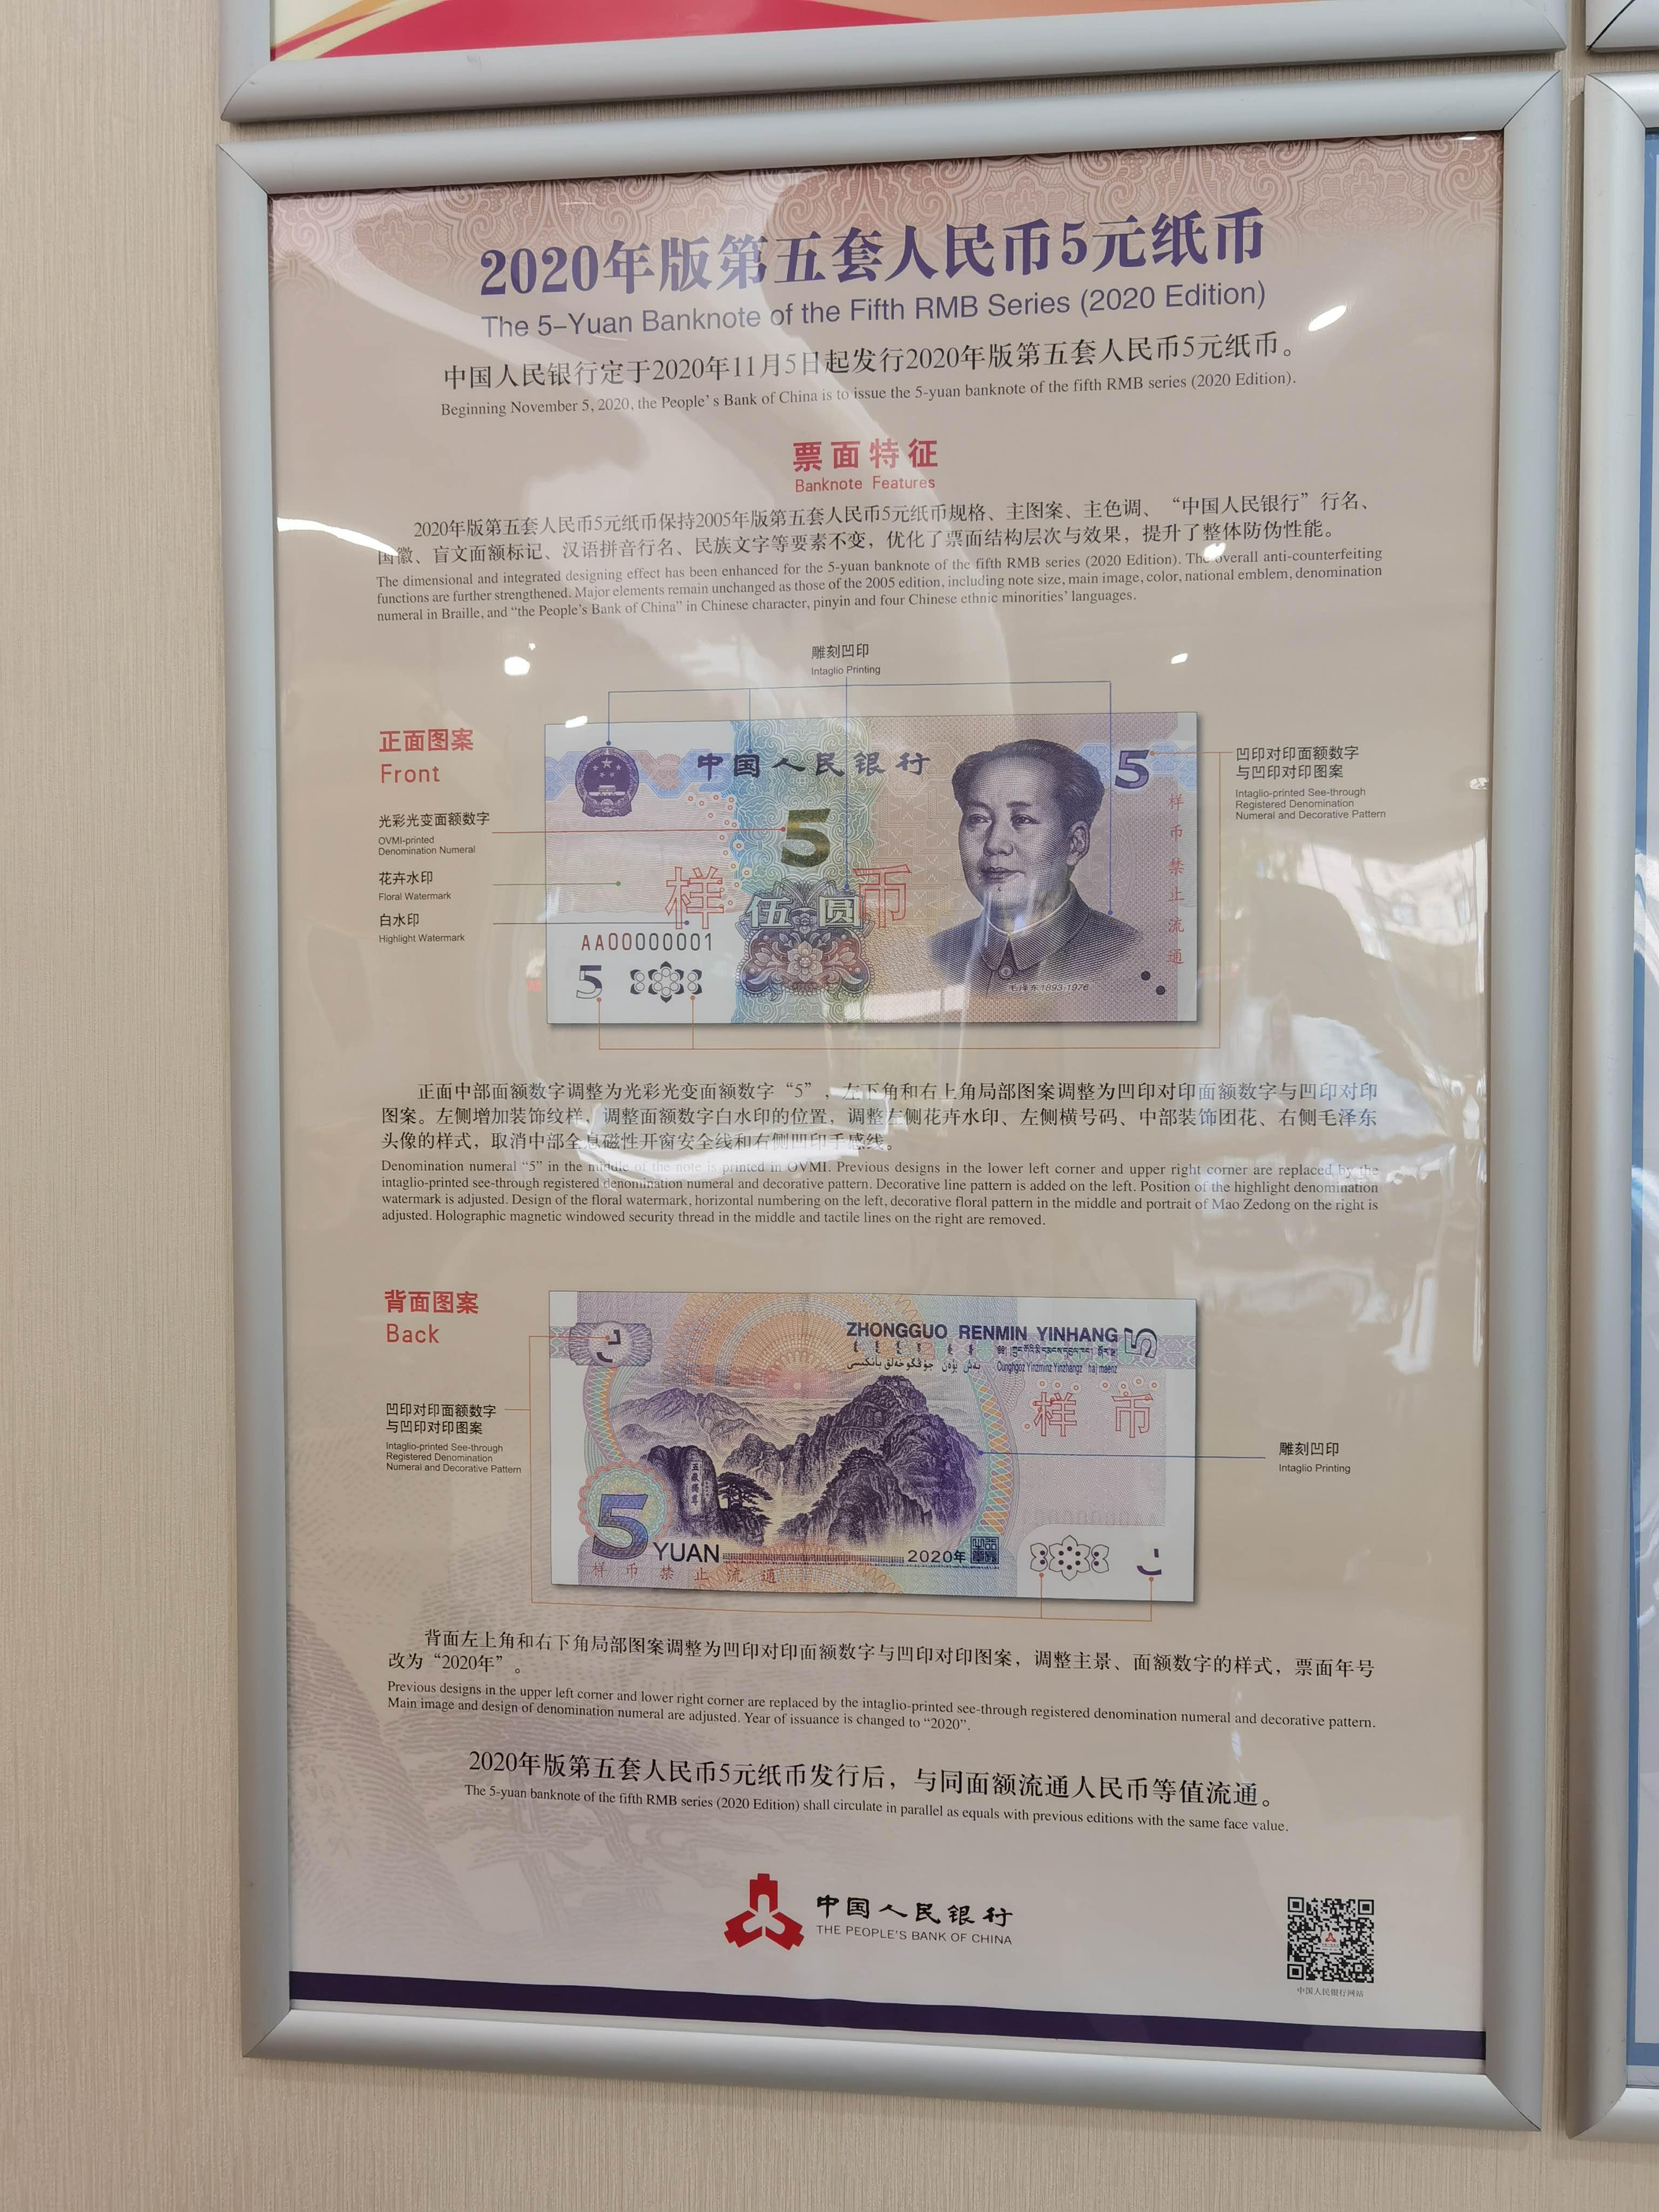 2020年版第五套人民币5元纸币
The 5-Yuan Banknote of the Fifth RMB Series (2020 Edition)
中国人民银行定于2020年11月5日起发行2020年版第五套人民币5元纸币。
Beginning November 5, 2020, the People's Bank of China is to issue the 5-yuan banknote of the fifth RMB series (2020 Edition).
票面特征
Banknote Features
2020年版第五套人民币5元纸币保持2005年版第五套人民币5元纸币规格、主图案、主色调、“中国人民银行”行名、
国徽、盲文面额标记、汉语拼音行名、民族文字等要素不变，优化了票面结构层次与效果，提升了整体防伪性能。
The dimensional and integrated designing effect has been enhanced for the 5-yuan banknote of the fifth RMB series (2020 Edition). The overall anti-counterfeiting
functions are further strengthened. Major elements remain unchanged as those of the 2005 edition, including note size, main image, color, national emblem, denomination
numeral in Braille, and “the People's Bank of China” in Chinese character, pinyin and four Chinese ethnic minorities' languages.
雕刻凹印
Intaglio Printing
正面图案
Front
光彩光变面额数字
OVMI-printed
Denomination Numeral
花卉水印
Floral Watermark
白水印
Highlight Watermark
中国人民银行
5
5
样币
伍圆
AA00000001
5
毛泽东1893-1976
样币禁止流通
凹印对印面额数字
与凹印对印图案
Intaglio-printed See-through
Registered Denomination
Numeral and Decorative Pattern
正面中部面额数字调整为光彩光变面额数字“5”，左下角和右上角局部图案调整为凹印对印面额数字与凹印对印
图案。左侧增加装饰纹样，调整面额数字白水印的位置，调整左侧花卉水印、左侧横号码、中部装饰团花、右侧毛泽东
头像的样式，取消中部全息磁性开窗安全线和右侧凹印手感线。
Denomination numeral “5” in the middle of the note is printed in OVMI. Previous designs in the lower left corner and upper right corner are replaced by the
intaglio-printed see-through registered denomination numeral and decorative pattern. Decorative line pattern is added on the left. Position of the highlight denomination
watermark is adjusted. Design of the floral watermark, horizontal numbering on the left, decorative floral pattern in the middle and portrait of Mao Zedong on the right is
adjusted. Holographic magnetic windowed security thread in the middle and tactile lines on the right are removed.
背面图案
Back
凹印对印面额数字
与凹印对印图案
Intaglio-printed See-through
Registered Denomination
Numeral and Decorative Pattern
ZHONGGUO RENMIN YINHANG
5
样币
5 YUAN
2020年
样币禁止流通
雕刻凹印
Intaglio Printing
背面左上角和右下角局部图案调整为凹印对印面额数字与凹印对印图案，调整主景、面额数字的样式，票面年号
改为“2020年”。
Previous designs in the upper left corner and lower right corner are replaced by the intaglio-printed see-through registered denomination numeral and decorative pattern.
Main image and design of denomination numeral are adjusted. Year of issuance is changed to “2020”.
2020年版第五套人民币5元纸币发行后，与同面额流通人民币等值流通。
The 5-yuan banknote of the fifth RMB series (2020 Edition) shall circulate in parallel as equals with previous editions with the same face value.
中国人民银行
THE PEOPLE'S BANK OF CHINA
中国人民银行网站